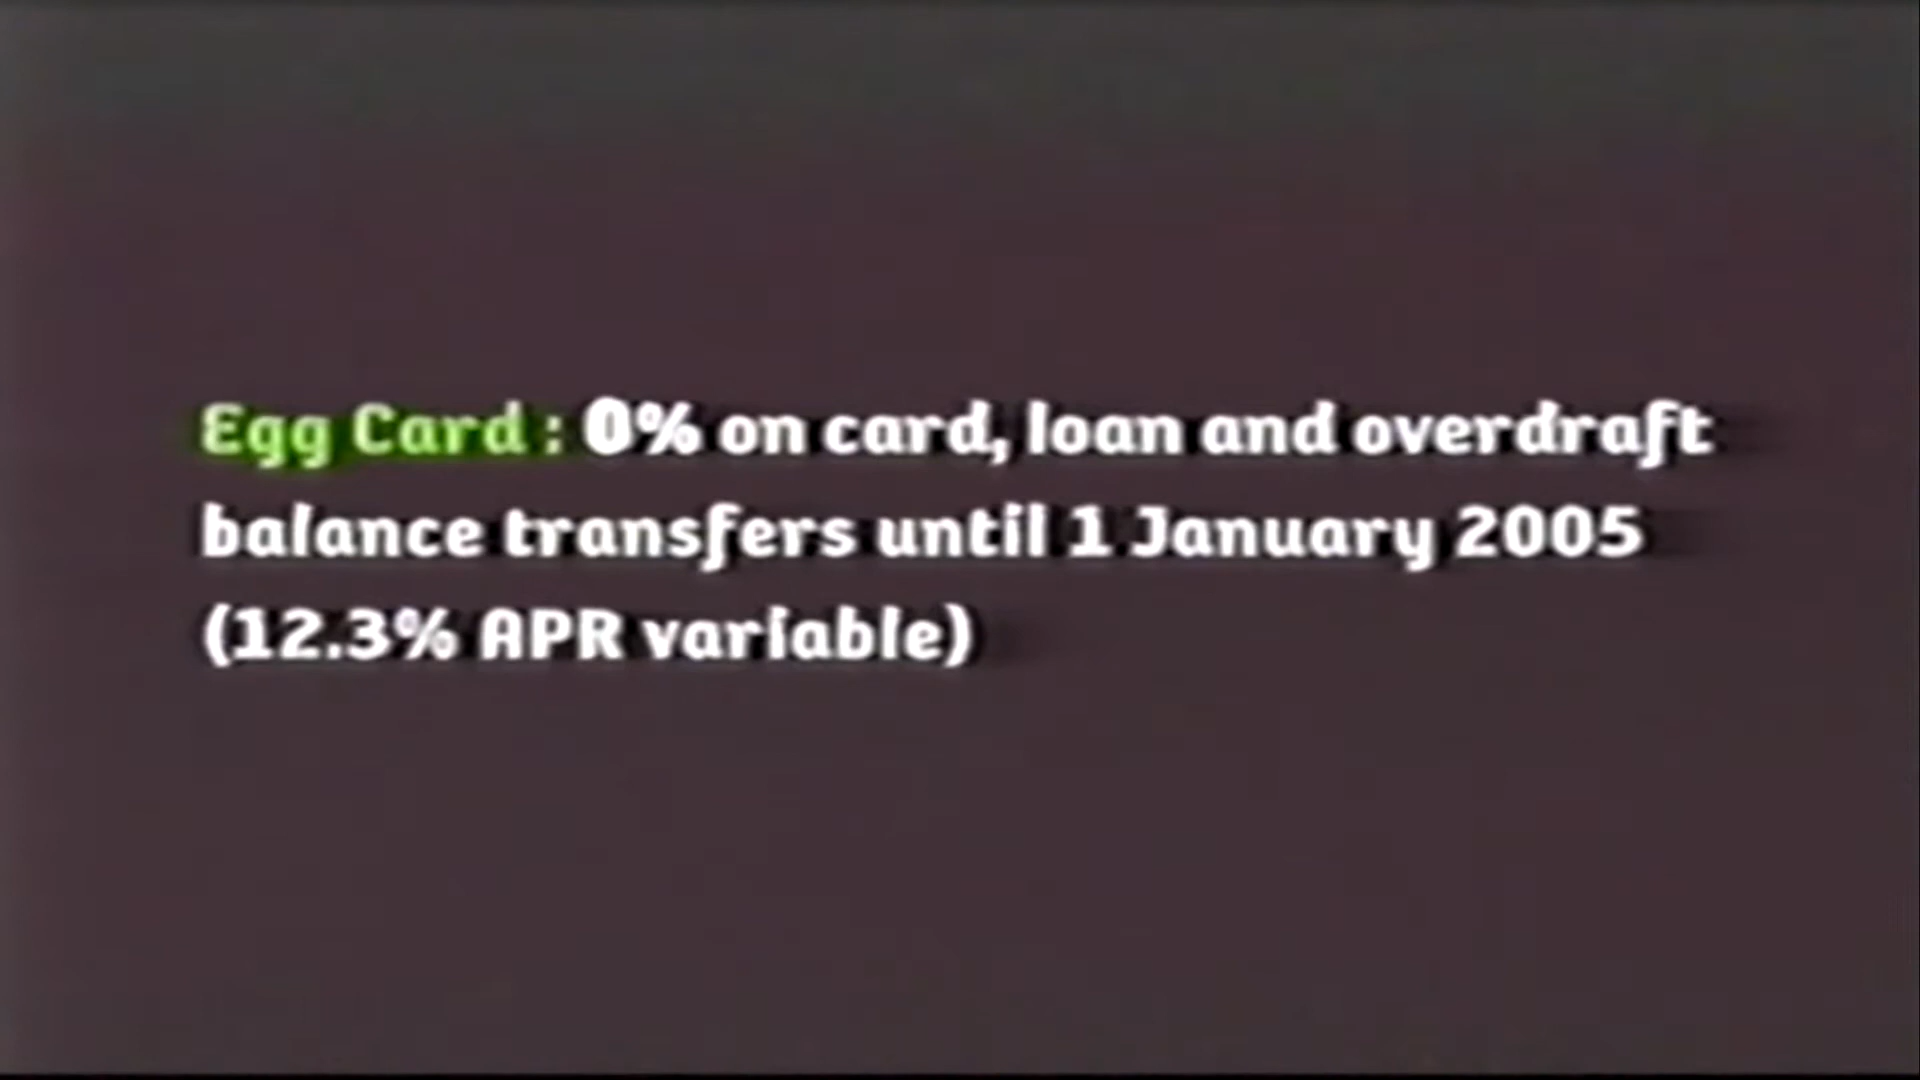 Egg Card : 0% on card, loan and overdraft
balance transfers until 1 January 2005
(12.3% APR variable)